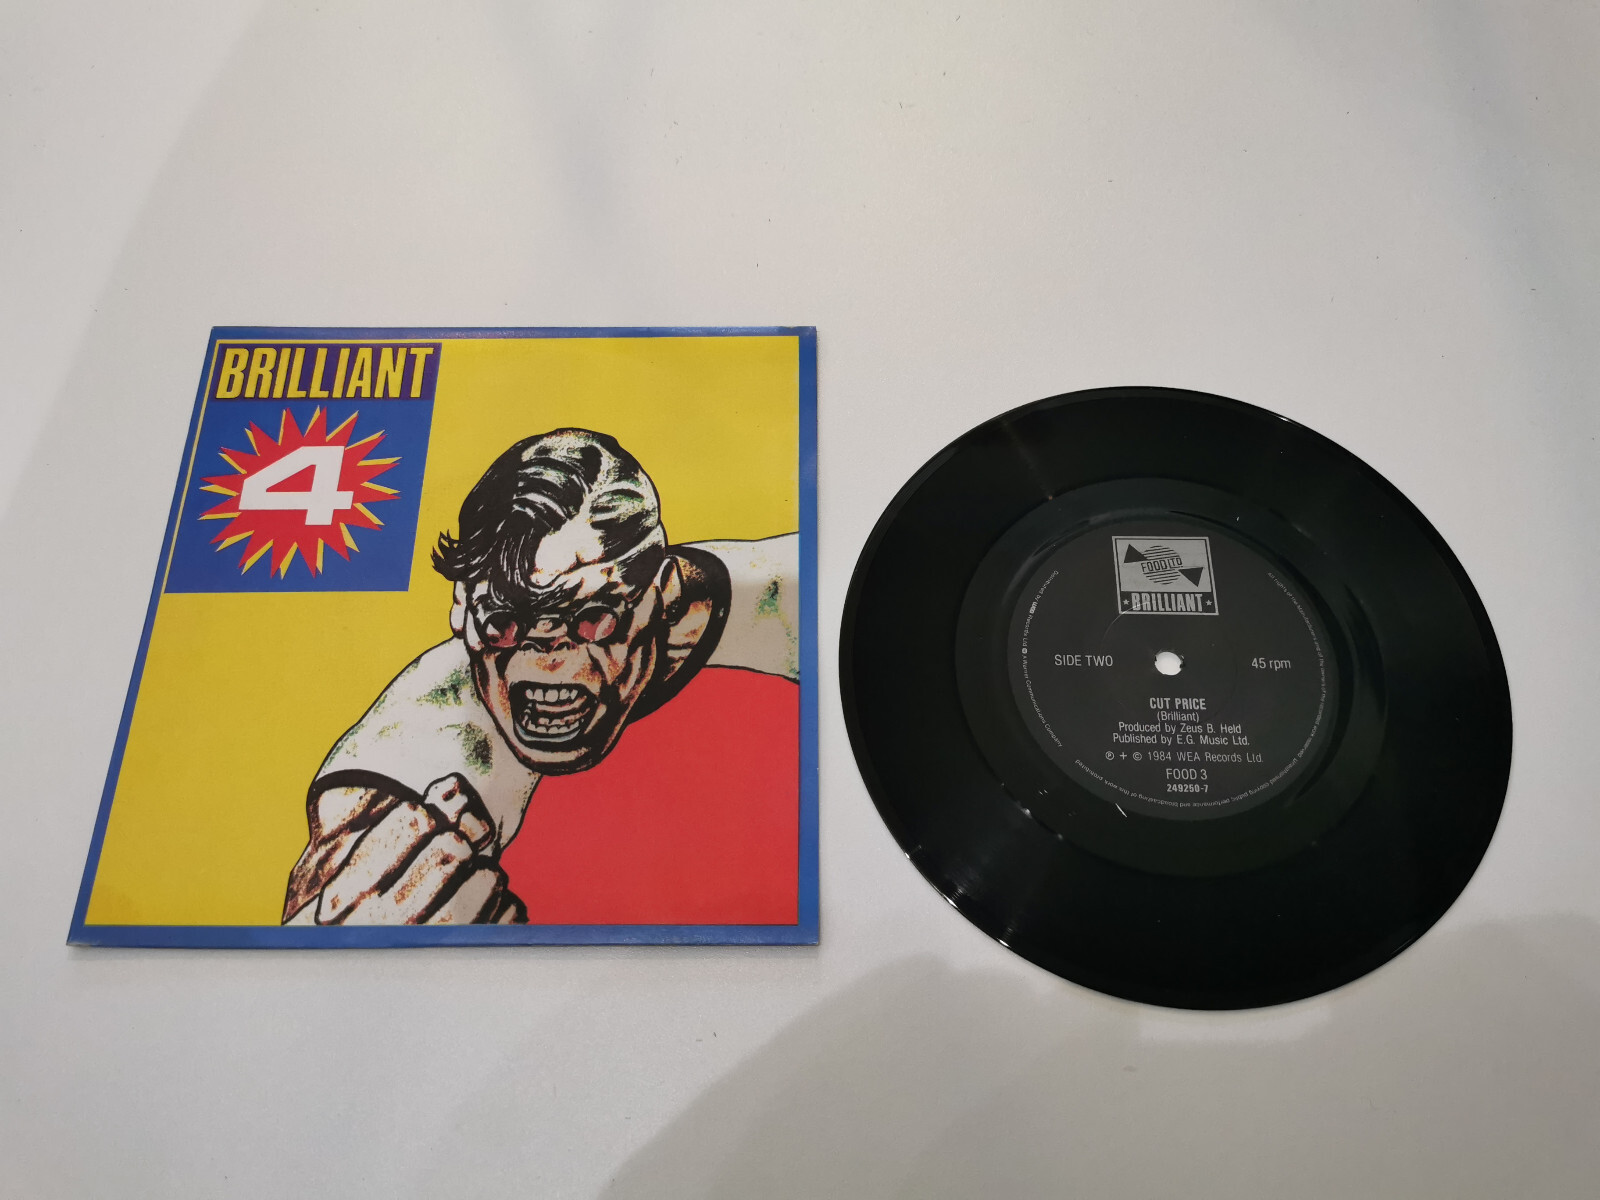 BRILLIANT
4
FOOD LTD
★ BRILLIANT ★
SIDE TWO
45 rpm
CUT PRICE
(Brilliant)
Produced by Zeus B. Held
Published by E.G. Music Ltd.
℗ + © 1984 WEA Records Ltd.
FOOD 3
249250-7